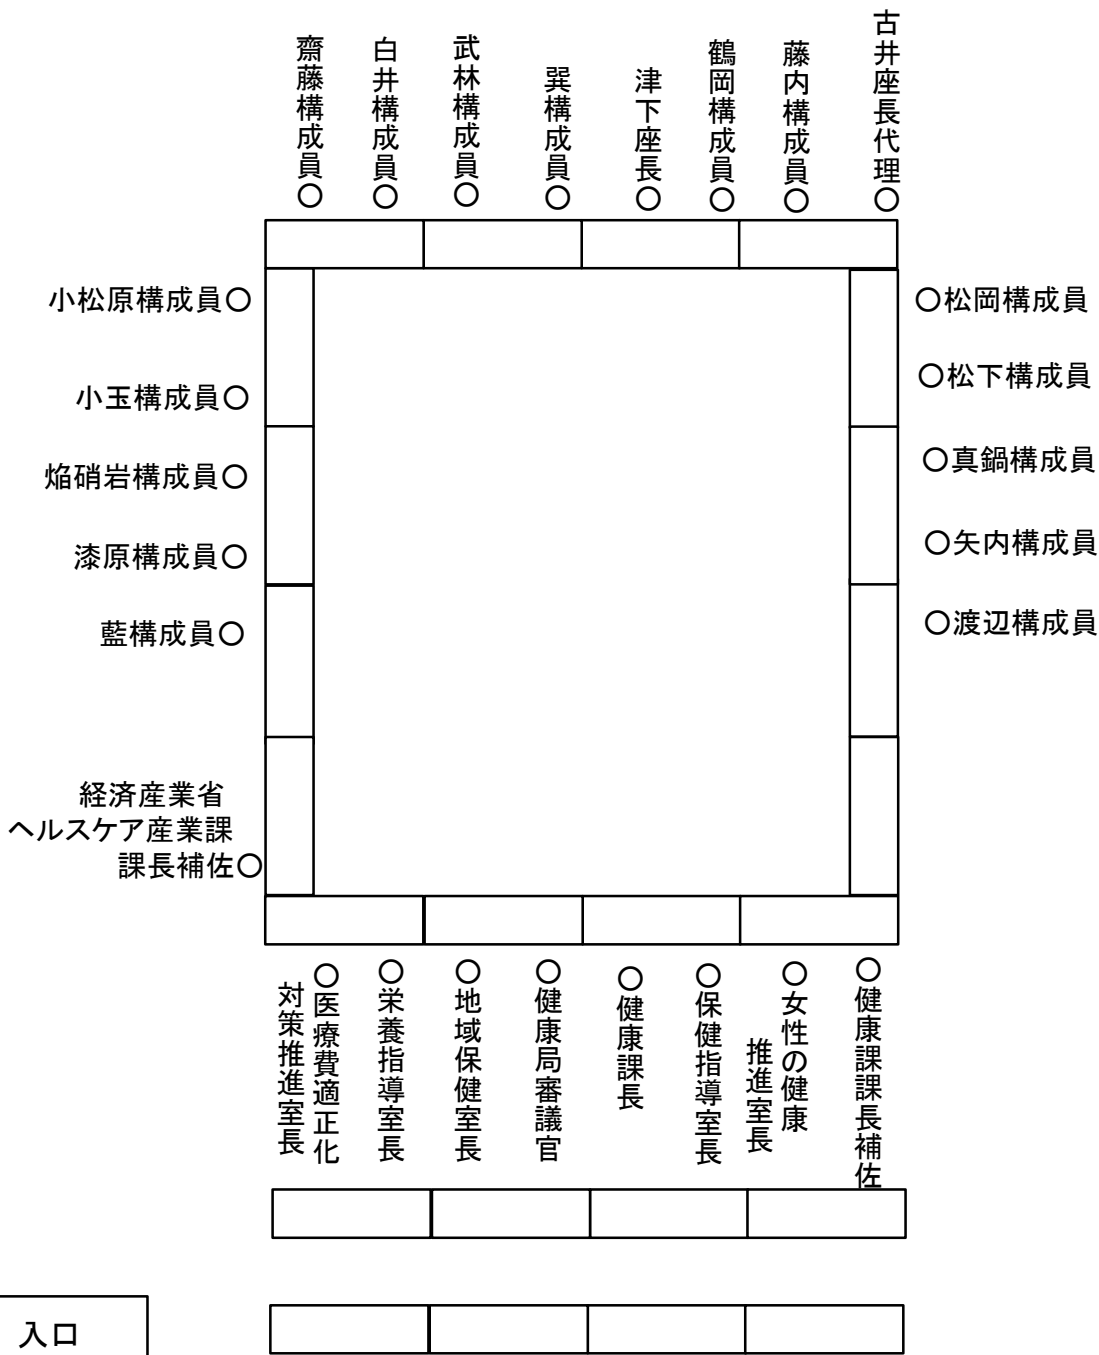 齋藤構成員○
白井構成員○
武林構成員○
巽構成員○
津下座長○
鶴岡構成員○
藤内構成員○
古井座長代理○
小松原構成員○
小玉構成員○
焔硝岩構成員○
漆原構成員○
藍構成員○
経済産業省
ヘルスケア産業課
課長補佐○
○松岡構成員
○松下構成員
○真鍋構成員
○矢内構成員
○渡辺構成員
○医療費適正化
対策推進室長
○栄養指導室長
○地域保健室長
○健康局審議官
○健康課長
○保健指導室長
○女性の健康
推進室長
○健康課課長補佐
入口